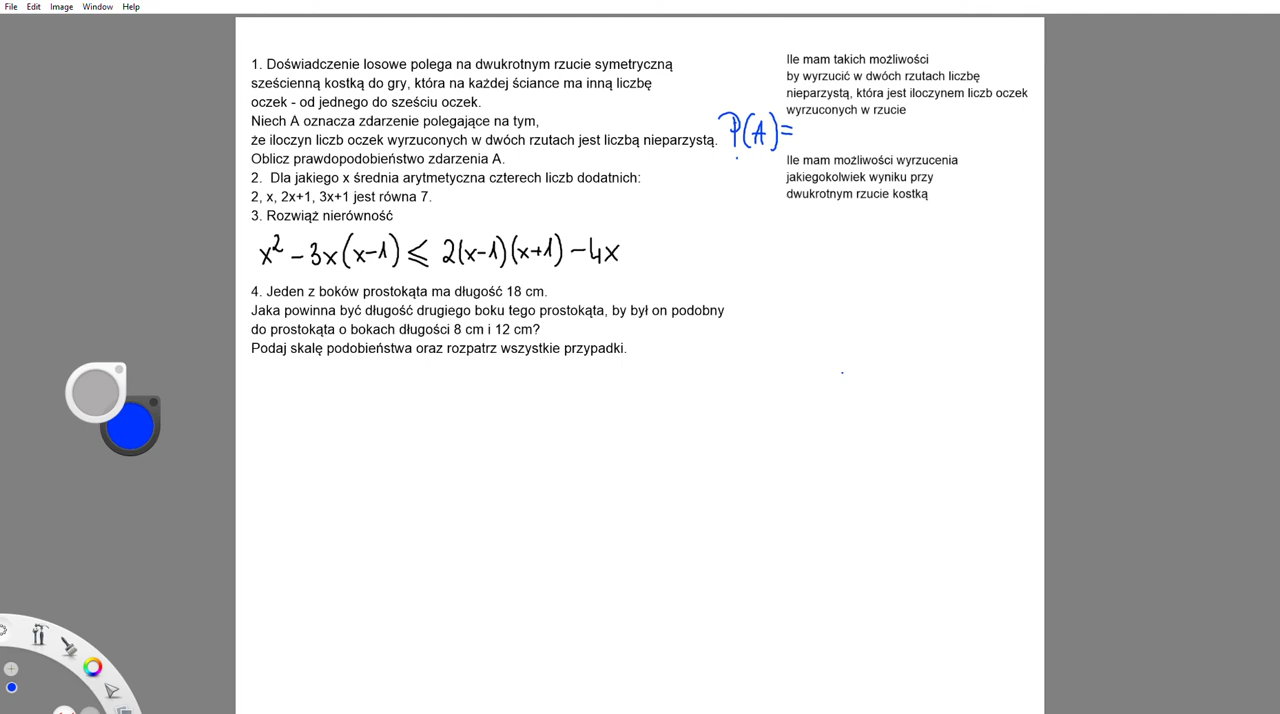 File Edit Image Window Help
1. Doświadczenie losowe polega na dwukrotnym rzucie symetryczną
sześcienną kostką do gry, która na każdej ściance ma inną liczbę
oczek - od jednego do sześciu oczek.
Niech A oznacza zdarzenie polegające na tym,
że iloczyn liczb oczek wyrzuconych w dwóch rzutach jest liczbą nieparzystą.
Oblicz prawdopodobieństwo zdarzenia A.
2. Dla jakiego x średnia arytmetyczna czterech liczb dodatnich:
2, x, 2x+1, 3x+1 jest równa 7.
3. Rozwiąż nierówność
x² - 3x(x-1) ⩽ 2(x-1)(x+1) - 4x
4. Jeden z boków prostokąta ma długość 18 cm.
Jaka powinna być długość drugiego boku tego prostokąta, by był on podobny
do prostokąta o bokach długości 8 cm i 12 cm?
Podaj skalę podobieństwa oraz rozpatrz wszystkie przypadki.
P(A)=
Ile mam takich możliwości
by wyrzucić w dwóch rzutach liczbę
nieparzystą, która jest iloczynem liczb oczek
wyrzuconych w rzucie
Ile mam możliwości wyrzucenia
jakiegokolwiek wyniku przy
dwukrotnym rzucie kostką